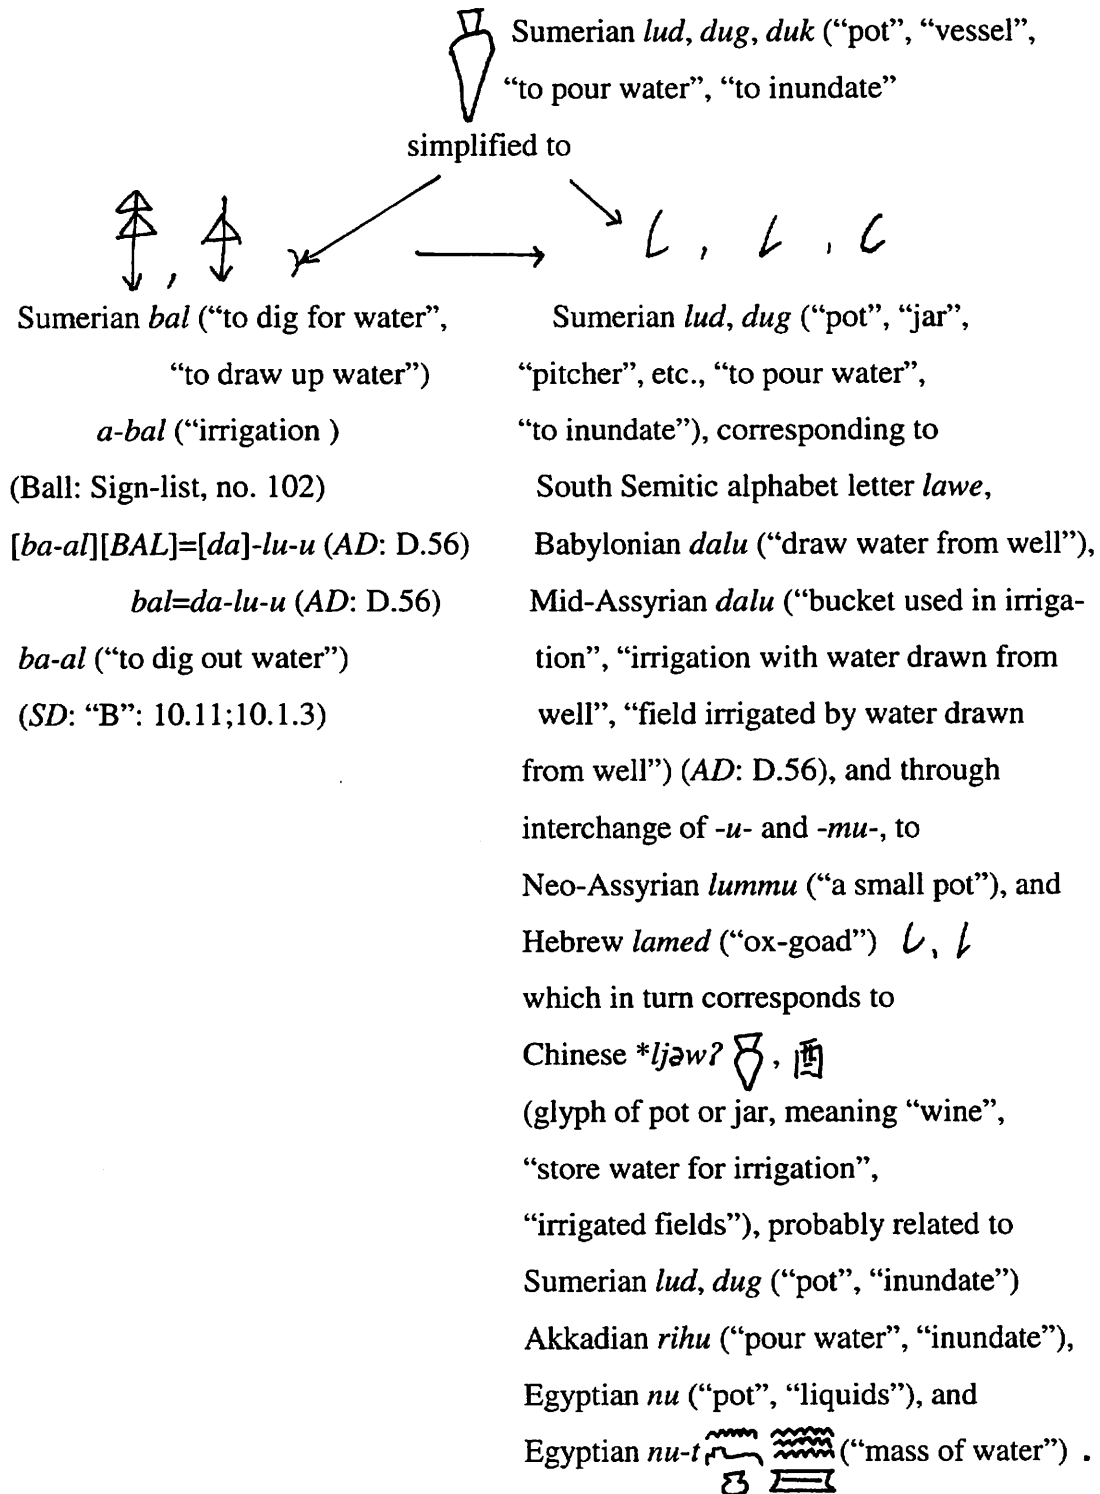 Sumerian lud, dug, duk (“pot”, “vessel”,
“to pour water”, “to inundate”
simplified to
Sumerian bal (“to dig for water”,
“to draw up water”)
a-bal (“irrigation )
(Ball: Sign-list, no. 102)
[ba-al][BAL]=[da]-lu-u (AD: D.56)
bal=da-lu-u (AD: D.56)
ba-al (“to dig out water”)
(SD: “B”: 10.11;10.1.3)
Sumerian lud, dug (“pot”, “jar”,
“pitcher”, etc., “to pour water”,
“to inundate”), corresponding to
South Semitic alphabet letter lawe,
Babylonian dalu (“draw water from well”),
Mid-Assyrian dalu (“bucket used in irriga-
tion”, “irrigation with water drawn from
well”, “field irrigated by water drawn
from well”) (AD: D.56), and through
interchange of -u- and -mu-, to
Neo-Assyrian lummu (“a small pot”), and
Hebrew lamed (“ox-goad”)
which in turn corresponds to
Chinese *ljəw?
(glyph of pot or jar, meaning “wine”,
“store water for irrigation”,
“irrigated fields”), probably related to
Sumerian lud, dug (“pot”, “inundate”)
Akkadian rihu (“pour water”, “inundate”),
Egyptian nu (“pot”, “liquids”), and
Egyptian nu-t (“mass of water”) .